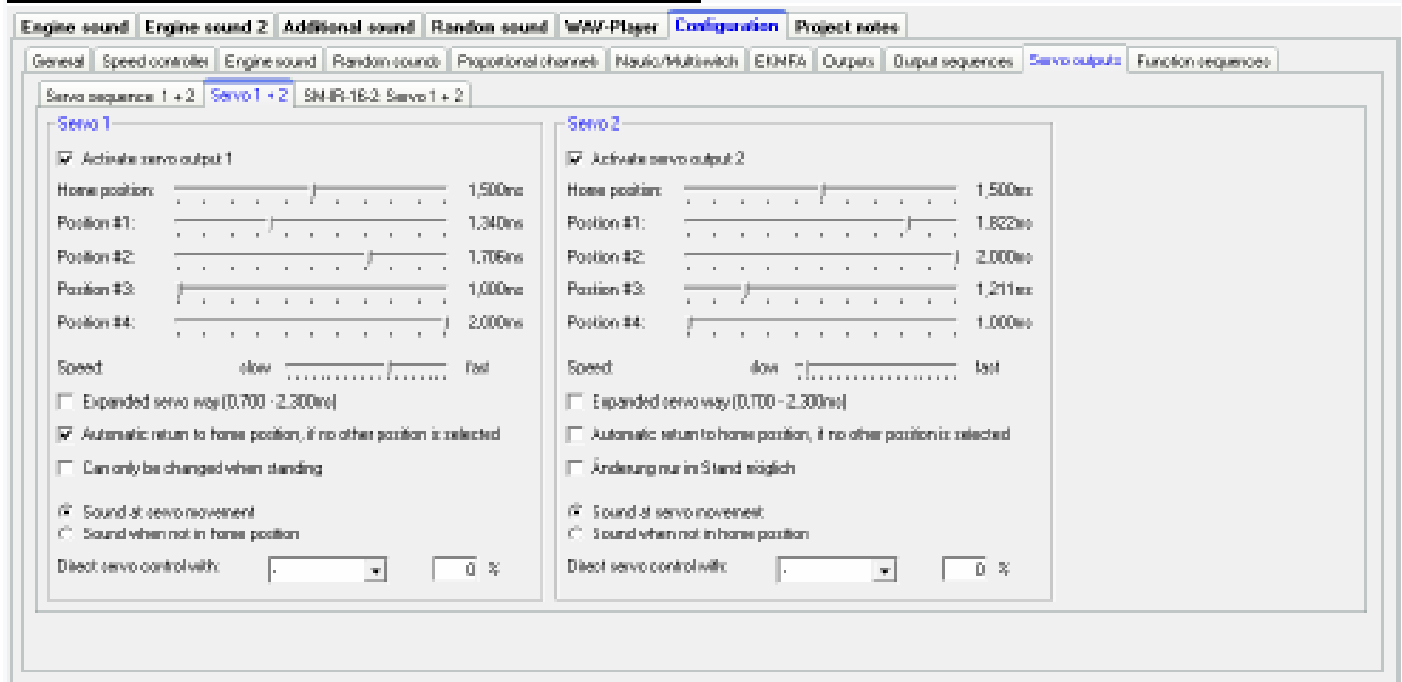 Engine sound Engine sound 2 Additional sound Random sound WAV-Player Configuration Project notes
General Speed controller Engine sound Random sounds Proportional channels Nautic/Multiswitch EKMFA Outputs Output sequences Servo outputs Function sequences
Servo sequence 1 + 2 Servo 1 + 2 SM-IR-16-2: Servo 1 + 2
Servo 1
Activate servo output 1
Home position: 1,500ms
Position #1: 1,340ms
Position #2: 1,706ms
Position #3: 1,000ms
Position #4: 2,000ms
Speed: slow fast
Expanded servo way (0,700 - 2,300ms)
Automatic return to home position, if no other position is selected
Can only be changed when standing
Sound at servo movement
Sound when not in home position
Direct servo control with: - 0 %
Servo 2
Activate servo output 2
Home position: 1,500ms
Position #1: 1,822ms
Position #2: 2,000ms
Position #3: 1,211ms
Position #4: 1,000ms
Speed: slow fast
Expanded servo way (0,700 - 2,300ms)
Automatic return to home position, if no other position is selected
Änderung nur im Stand möglich
Sound at servo movement
Sound when not in home position
Direct servo control with: - 0 %